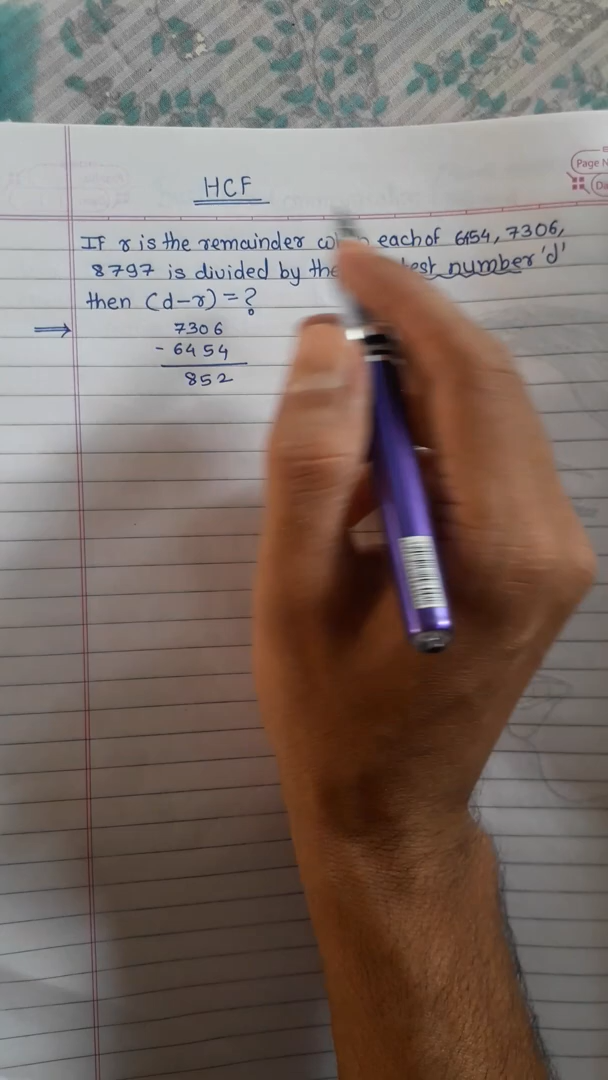 Page N
HCF
IF r is the remainder each of 6454, 7306,
8797 is divided by the number 'd'
then (d-r) = ?
⇒ 7306
- 6454
852